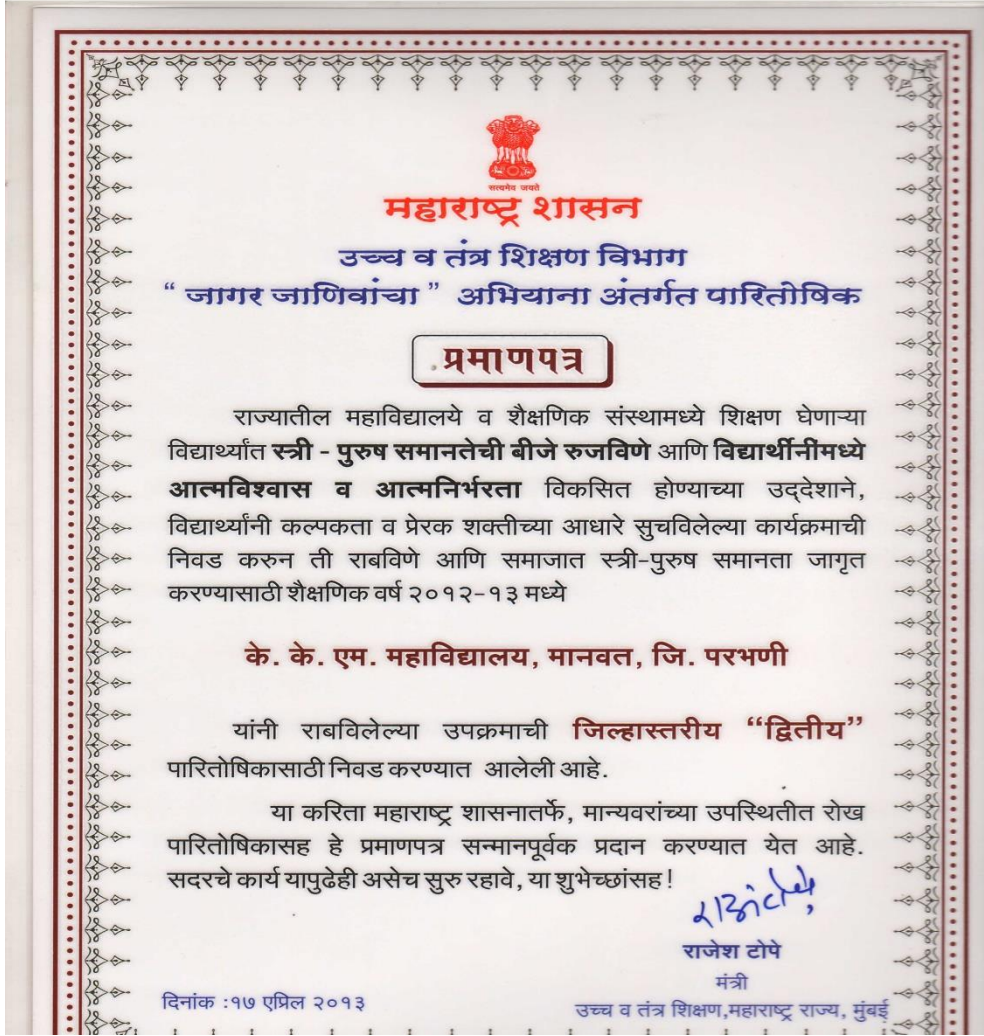 सत्यमेव जयते
महाराष्ट्र शासन
उच्च व तंत्र शिक्षण विभाग
“ जागर जाणिवांचा ” अभियाना अंतर्गत पारितोषिक
प्रमाणपत्र
राज्यातील महाविद्यालये व शैक्षणिक संस्थामध्ये शिक्षण घेणाऱ्या
विद्यार्थ्यांत स्त्री - पुरुष समानतेची बीजे रुजविणे आणि विद्यार्थीनींमध्ये
आत्मविश्वास व आत्मनिर्भरता विकसित होण्याच्या उद्‌देशाने,
विद्यार्थ्यांनी कल्पकता व प्रेरक शक्तीच्या आधारे सुचविलेल्या कार्यक्रमाची
निवड करुन ती राबविणे आणि समाजात स्त्री-पुरुष समानता जागृत
करण्यासाठी शैक्षणिक वर्ष २०१२-१३ मध्ये
के. के. एम. महाविद्यालय, मानवत, जि. परभणी
यांनी राबविलेल्या उपक्रमाची जिल्हास्तरीय “द्वितीय”
पारितोषिकासाठी निवड करण्यात आलेली आहे.
या करिता महाराष्ट्र शासनातर्फे, मान्यवरांच्या उपस्थितीत रोख
पारितोषिकासह हे प्रमाणपत्र सन्मानपूर्वक प्रदान करण्यात येत आहे.
सदरचे कार्य यापुढेही असेच सुरु रहावे, या शुभेच्छांसह!
राजेश टोपे
मंत्री
दिनांक :१७ एप्रिल २०१३
उच्च व तंत्र शिक्षण,महाराष्ट्र राज्य, मुंबई